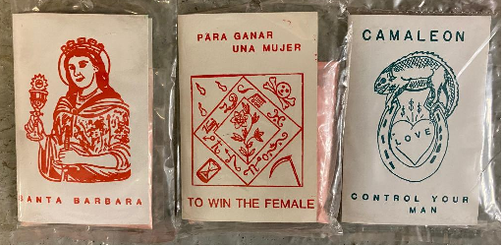 SANTA BARBARA
PARA GANAR
UNA MUJER
TO WIN THE FEMALE
CAMALEON
$$$
LOVE
CONTROL YOUR
MAN